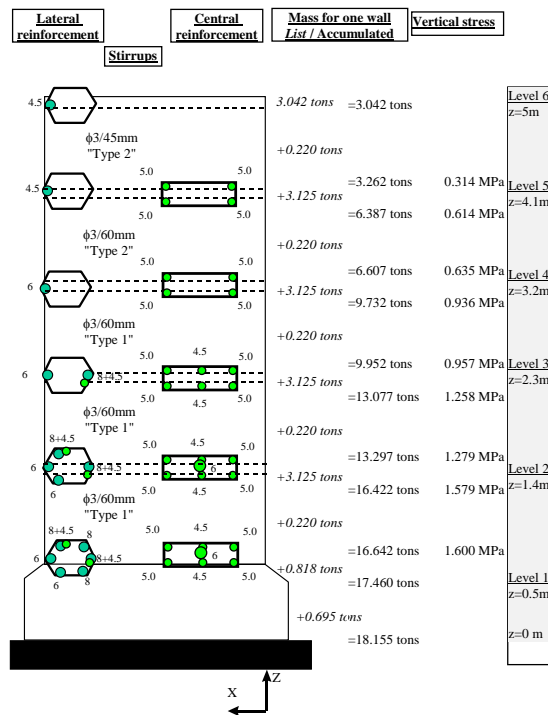 Lateral reinforcement
Central reinforcement
Mass for one wall
List / Accumulated
Vertical stress
Stirrups
4.5
3.042 tons =3.042 tons
Level 6
z=5m
ϕ3/45mm
"Type 2"
+0.220 tons
5.0 5.0
4.5
=3.262 tons 0.314 MPa
Level 5
+3.125 tons
z=4.1m
5.0 5.0
=6.387 tons 0.614 MPa
ϕ3/60mm
"Type 2"
+0.220 tons
5.0 5.0
=6.607 tons 0.635 MPa
Level 4
6
+3.125 tons
z=3.2m
5.0 5.0
=9.732 tons 0.936 MPa
ϕ3/60mm
"Type 1"
+0.220 tons
5.0 4.5 5.0
=9.952 tons 0.957 MPa
Level 3
6 8+4.5
+3.125 tons
z=2.3m
5.0 4.5 5.0
=13.077 tons 1.258 MPa
ϕ3/60mm
"Type 1"
+0.220 tons
8+4.5
5.0 4.5 5.0
=13.297 tons 1.279 MPa
6 8+4.5 6
Level 2
+3.125 tons
z=1.4m
6
5.0 4.5 5.0
=16.422 tons 1.579 MPa
ϕ3/60mm
"Type 1"
+0.220 tons
8+4.5 8
5.0 4.5 5.0
6 8+4.5 6
=16.642 tons 1.600 MPa
+0.818 tons
Level 1
6 8
5.0 4.5 5.0
=17.460 tons
z=0.5m
+0.695 tons
=18.155 tons
z=0 m
Z
X